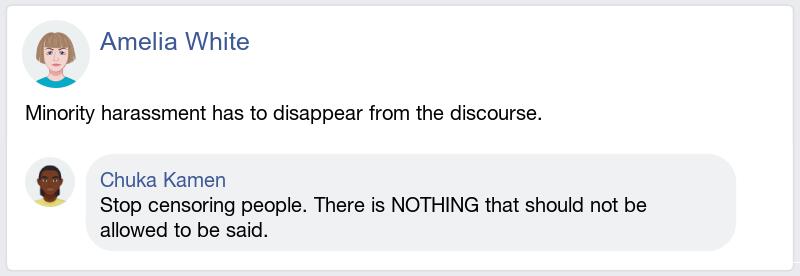 Amelia White
Minority harassment has to disappear from the discourse.
Chuka Kamen
Stop censoring people. There is NOTHING that should not be
allowed to be said.